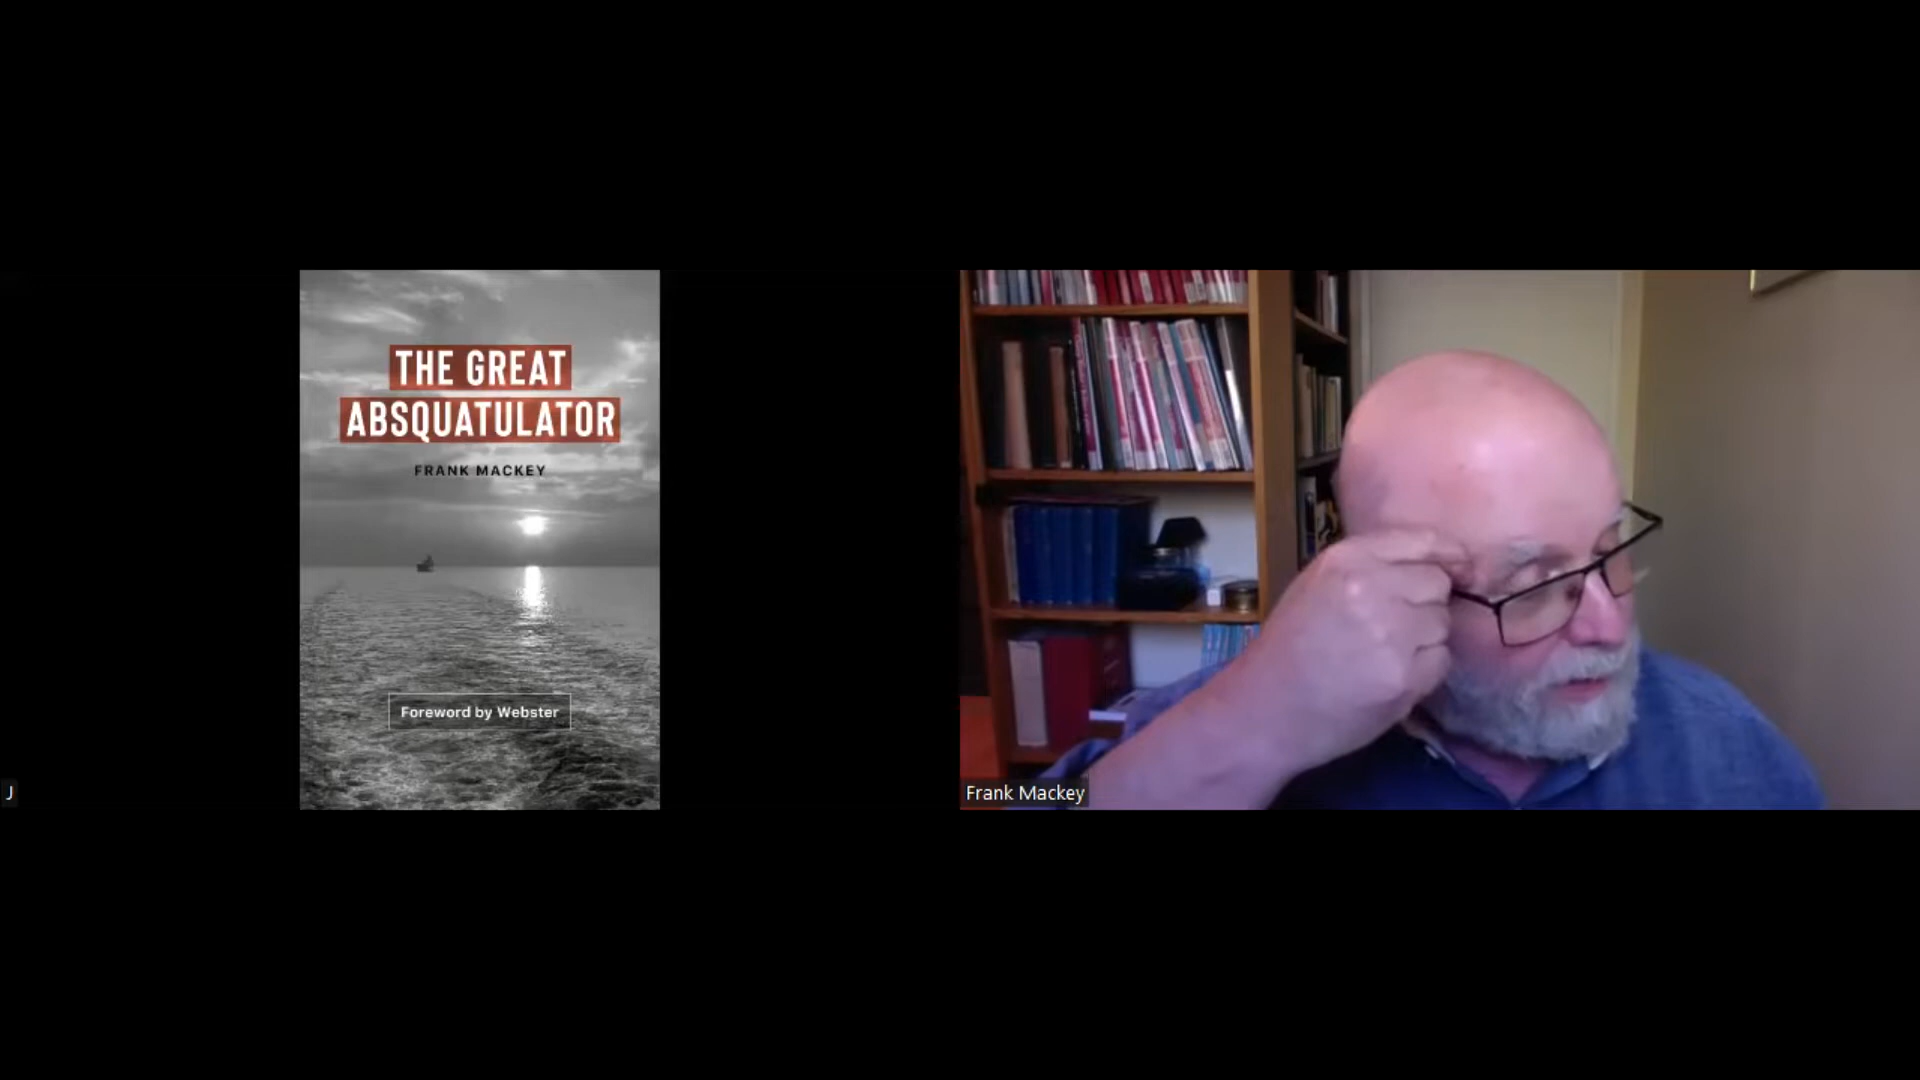 THE GREAT
ABSQUATULATOR
FRANK MACKEY
Foreword by Webster
J
Frank Mackey